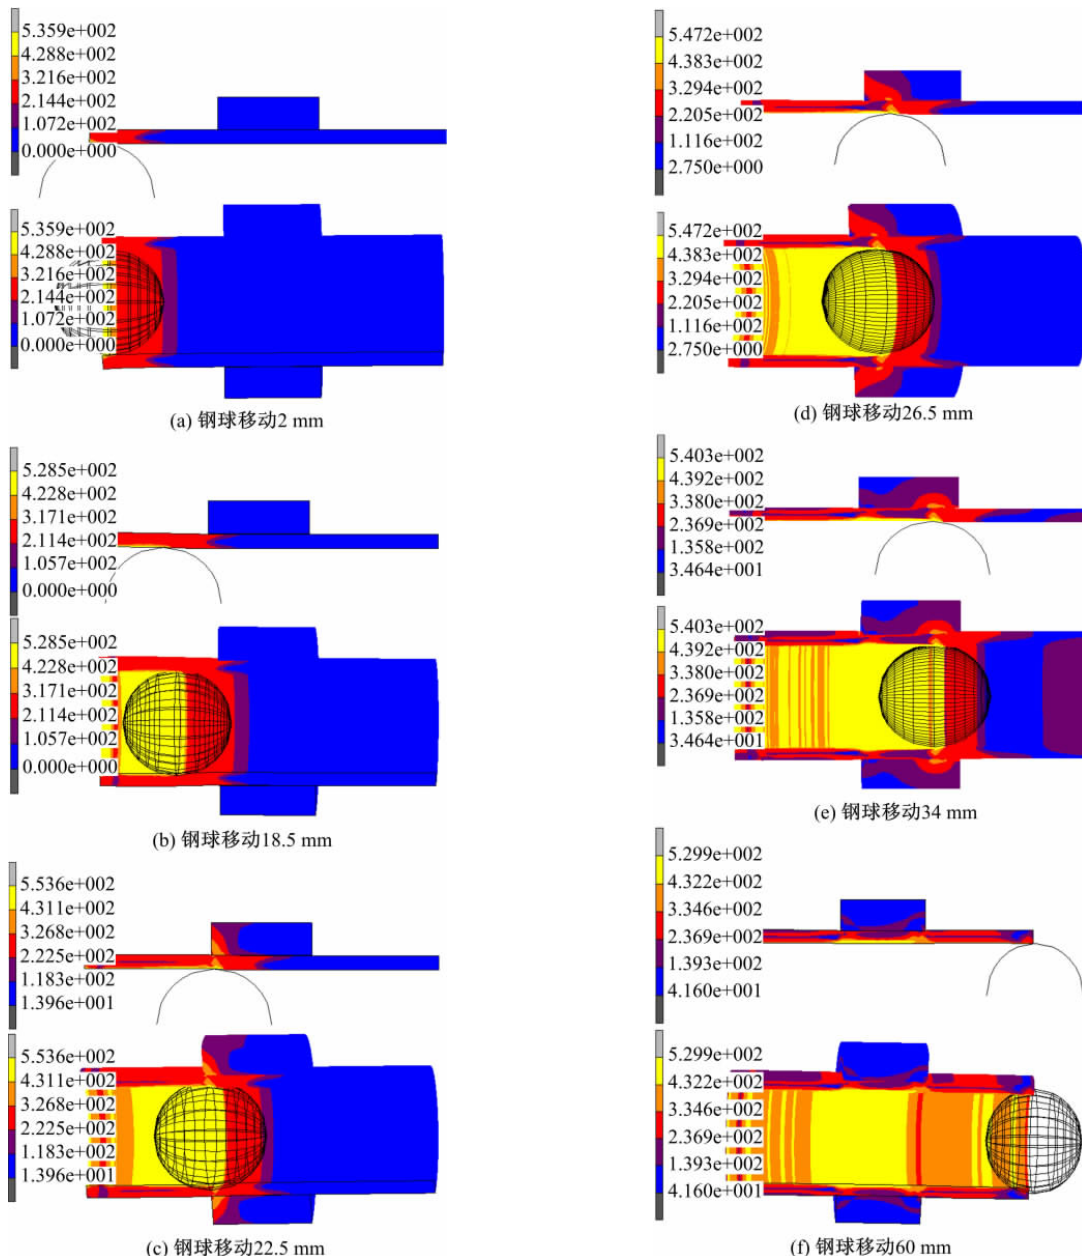 5.359e+002
4.288e+002
3.216e+002
2.144e+002
1.072e+002
0.000e+000
5.359e+002
4.288e+002
3.216e+002
2.144e+002
1.072e+002
0.000e+000
(a) 钢球移动2 mm
5.285e+002
4.228e+002
3.171e+002
2.114e+002
1.057e+002
0.000e+000
5.285e+002
4.228e+002
3.171e+002
2.114e+002
1.057e+002
0.000e+000
(b) 钢球移动18.5 mm
5.536e+002
4.311e+002
3.268e+002
2.225e+002
1.183e+002
1.396e+001
5.536e+002
4.311e+002
3.268e+002
2.225e+002
1.183e+002
1.396e+001
(c) 钢球移动22.5 mm
5.472e+002
4.383e+002
3.294e+002
2.205e+002
1.116e+002
2.750e+000
5.472e+002
4.383e+002
3.294e+002
2.205e+002
1.116e+002
2.750e+000
(d) 钢球移动26.5 mm
5.403e+002
4.392e+002
3.380e+002
2.369e+002
1.358e+002
3.464e+001
5.403e+002
4.392e+002
3.380e+002
2.369e+002
1.358e+002
3.464e+001
(e) 钢球移动34 mm
5.299e+002
4.322e+002
3.346e+002
2.369e+002
1.393e+002
4.160e+001
5.299e+002
4.322e+002
3.346e+002
2.369e+002
1.393e+002
4.160e+001
(f) 钢球移动60 mm